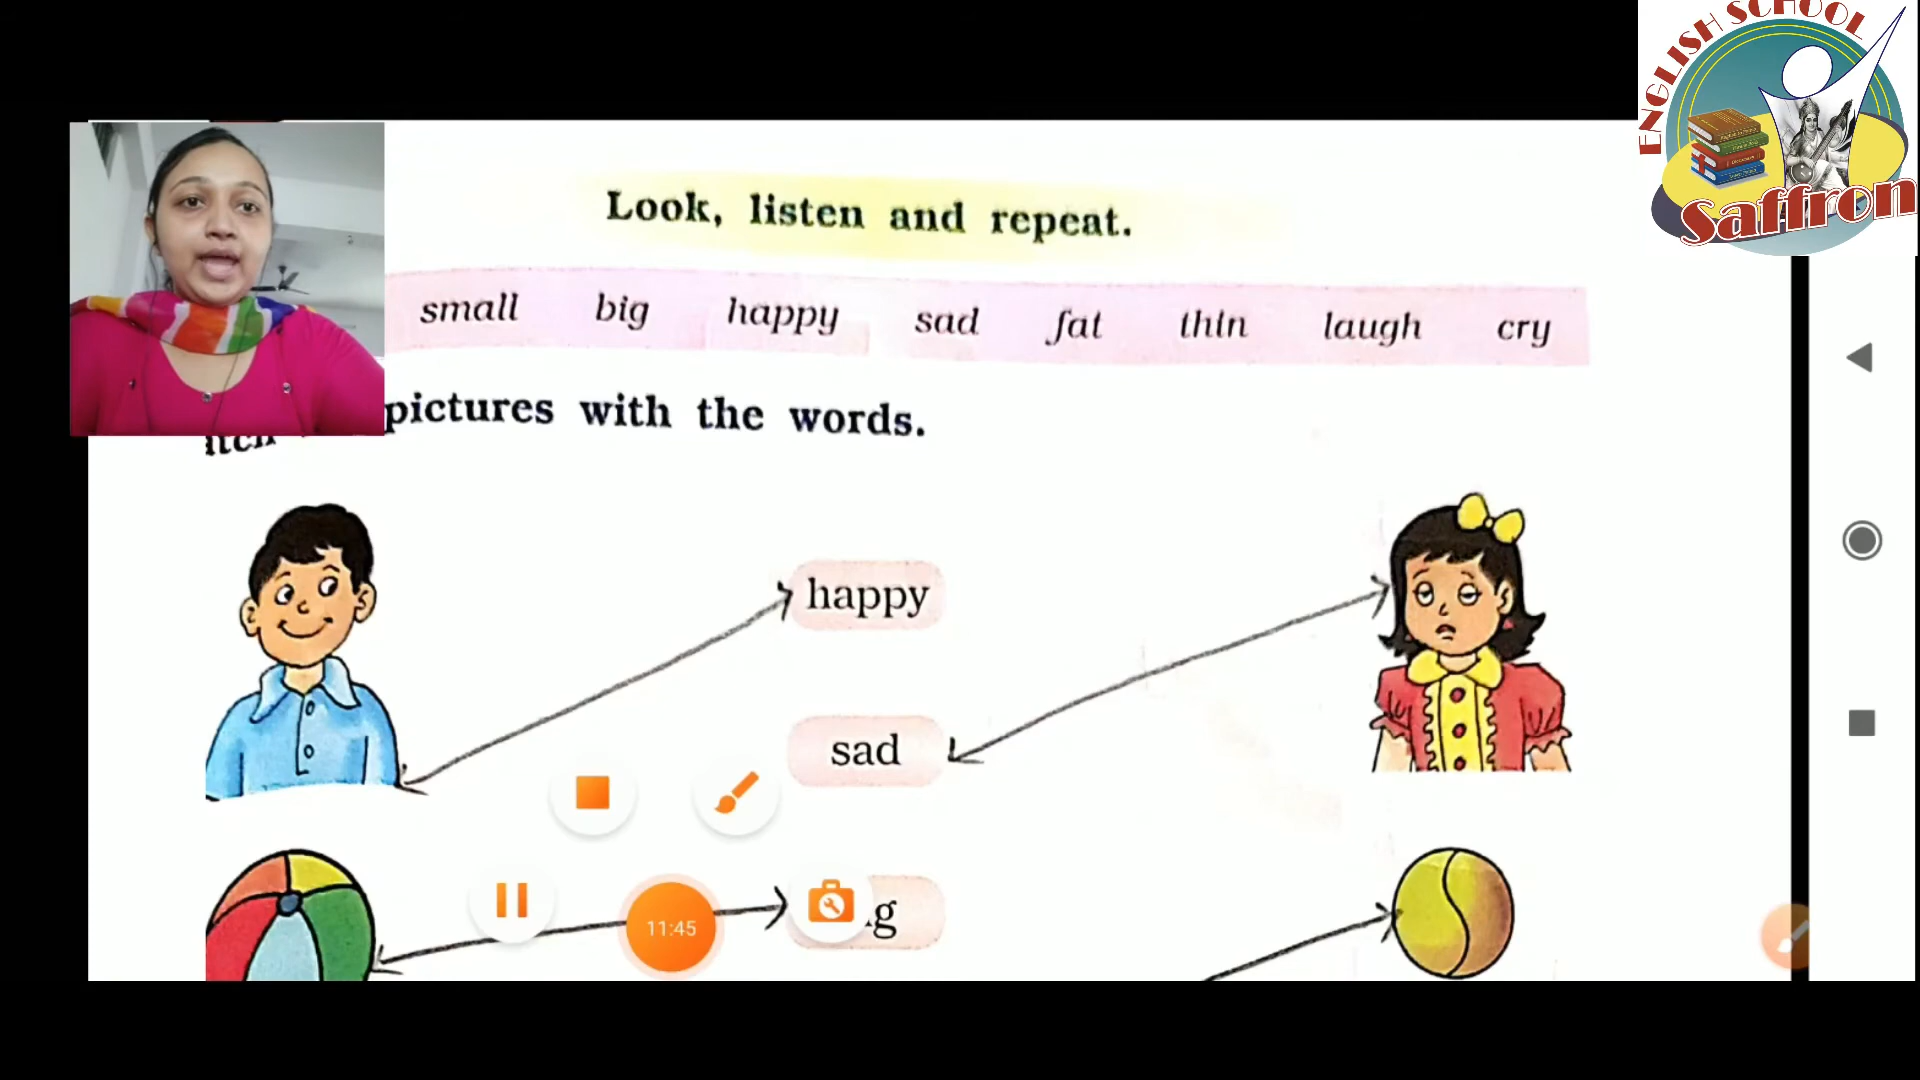 ENGLISH SCHOOL
Saffron
Look, listen and repeat.
small big happy sad fat thin laugh cry
pictures with the words.
happy
sad
11:45